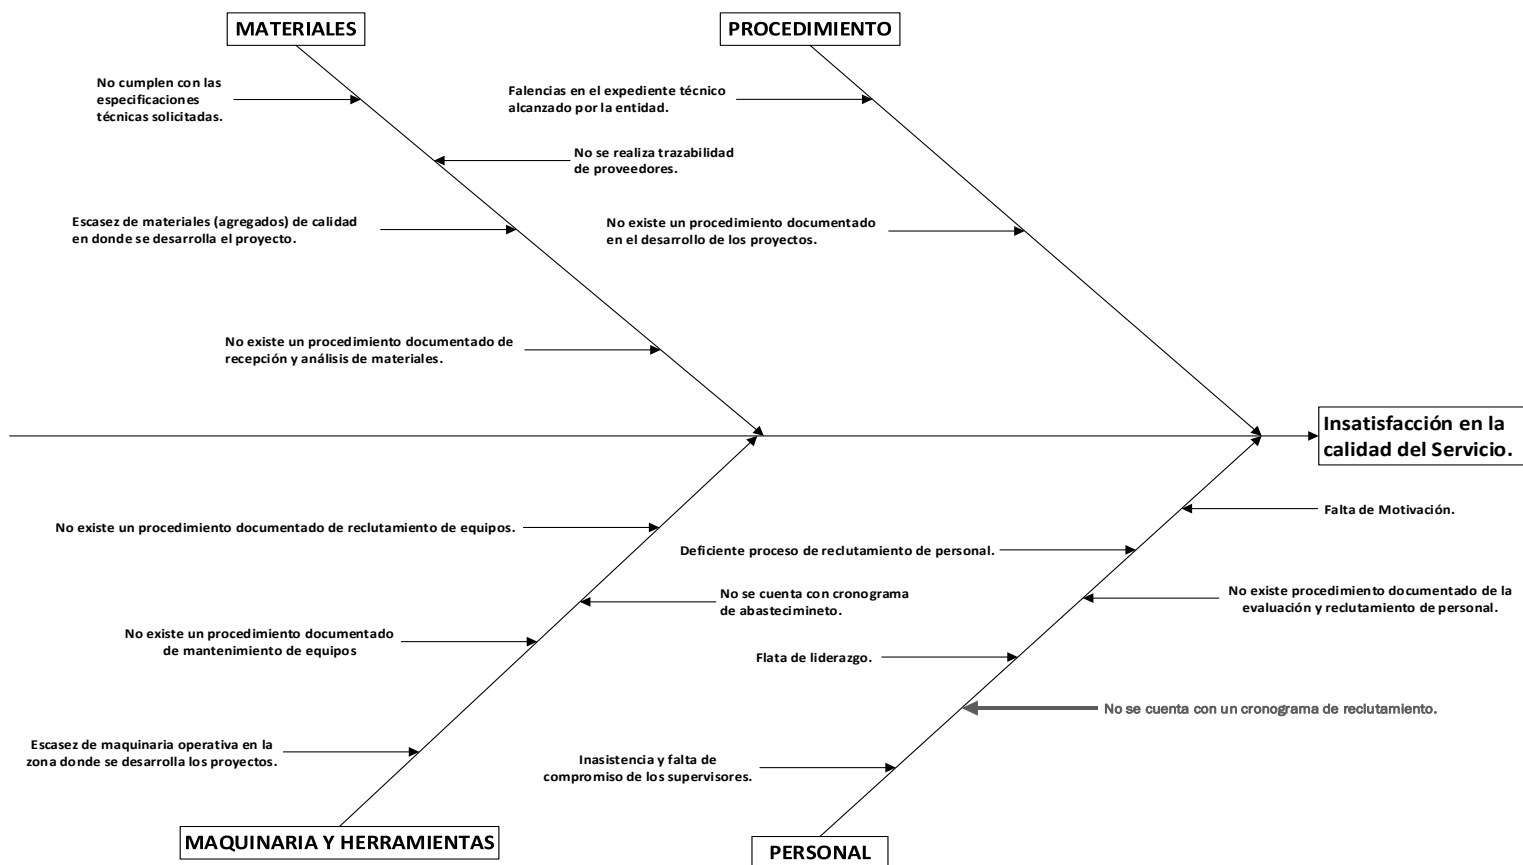 MATERIALES
PROCEDIMIENTO
No cumplen con las
especificaciones
técnicas solicitadas.
Falencias en el expediente técnico
alcanzado por la entidad.
No se realiza trazabilidad
de proveedores.
Escasez de materiales (agregados) de calidad
en donde se desarrolla el proyecto.
No existe un procedimiento documentado
en el desarrollo de los proyectos.
No existe un procedimiento documentado de
recepción y análisis de materiales.
Insatisfacción en la
calidad del Servicio.
No existe un procedimiento documentado de reclutamiento de equipos.
Falta de Motivación.
Deficiente proceso de reclutamiento de personal.
No se cuenta con cronograma
de abastecimineto.
No existe procedimiento documentado de la
evaluación y reclutamiento de personal.
No existe un procedimiento documentado
de mantenimiento de equipos
Flata de liderazgo.
No se cuenta con un cronograma de reclutamiento.
Escasez de maquinaria operativa en la
zona donde se desarrolla los proyectos.
Inasistencia y falta de
compromiso de los supervisores.
MAQUINARIA Y HERRAMIENTAS
PERSONAL